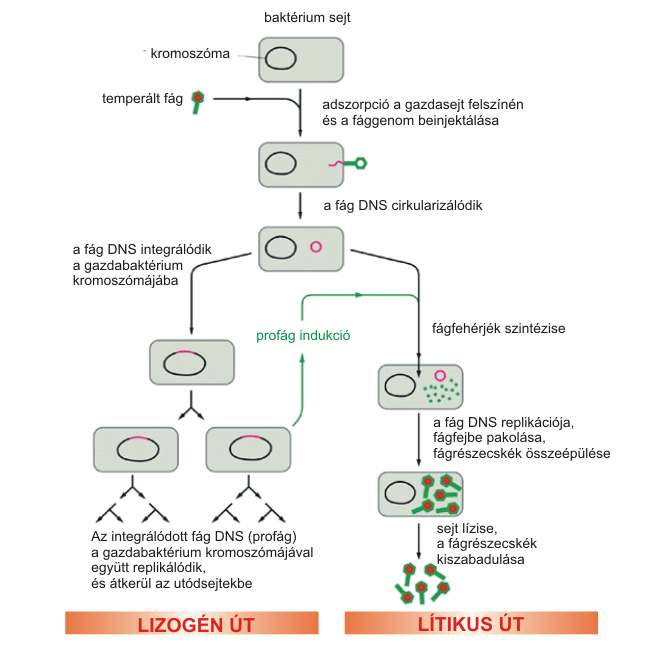 baktérium sejt
kromoszóma
temperált fág
adszorpció a gazdasejt felszínén
és a fággenom beinjektálása
a fág DNS cirkularizálódik
a fág DNS integrálódik
a gazdabaktérium
kromoszómájába
profág indukció
fágfehérjék szintézise
a fág DNS replikációja,
fágfejbe pakolása,
fágrészecskék összeépülése
Az integrálódott fág DNS (profág)
a gazdabaktérium kromoszómájával
együtt replikálódik,
és átkerül az utódsejtekbe
sejt lízise,
a fágrészecskék
kiszabadulása
LIZOGÉN ÚT
LÍTIKUS ÚT